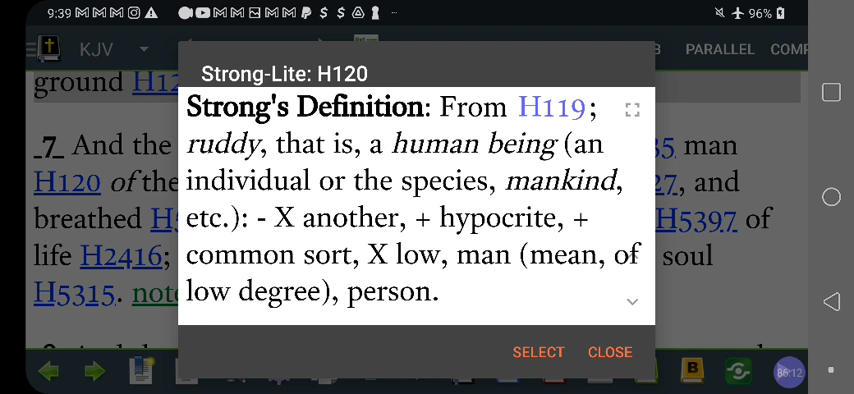 9:39 96%
KJV PARALLEL
Strong-Lite: H120
ground
Strong's Definition: From H119;
ruddy, that is, a human being (an
individual or the species, mankind,
etc.): - X another, + hypocrite, +
common sort, X low, man (mean, of
low degree), person.
7 And the man
H120 of the and
breathed H5397 of
life H2416; soul
H5315.
SELECT CLOSE
86:12